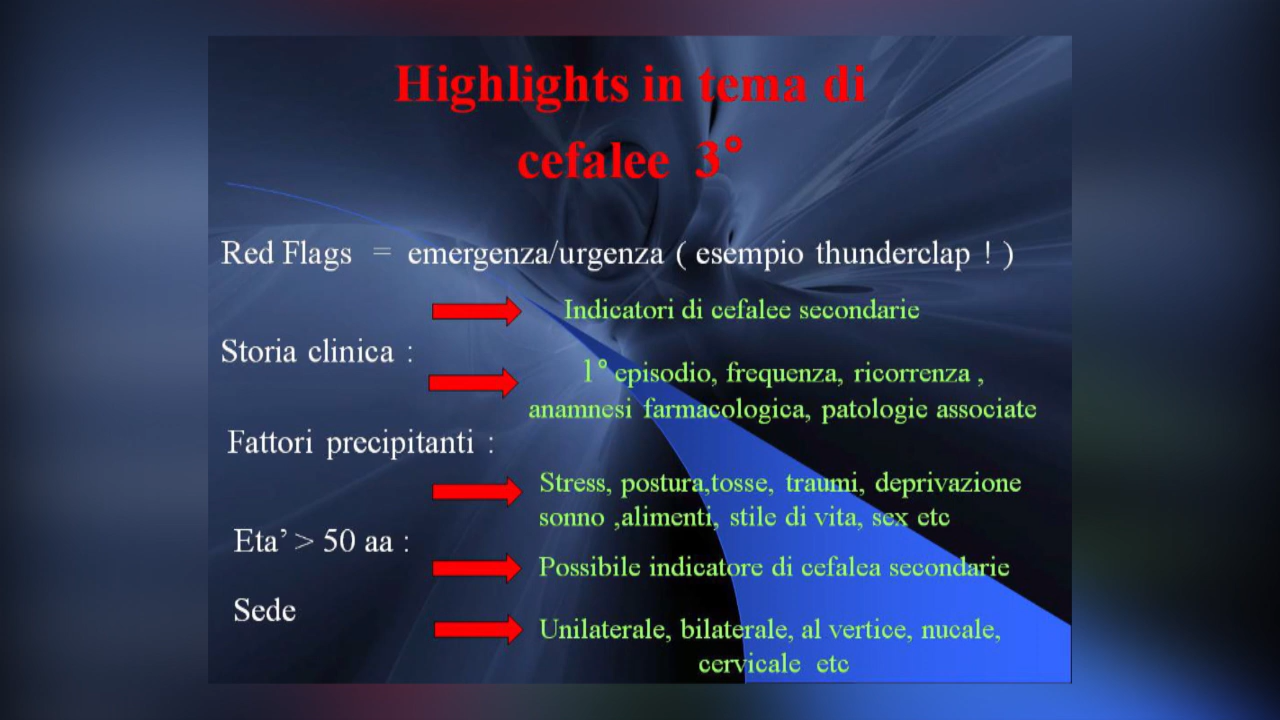 Highlights in tema di
cefalee 3°
Red Flags = emergenza/urgenza ( esempio thunderclap ! )
Indicatori di cefalee secondarie
Storia clinica :
1° episodio, frequenza, ricorrenza ,
anamnesi farmacologica, patologie associate
Fattori precipitanti :
Stress, postura,tosse, traumi, deprivazione
sonno ,alimenti, stile di vita, sex etc
Eta’ > 50 aa :
Possibile indicatore di cefalea secondarie
Sede
Unilaterale, bilaterale, al vertice, nucale,
cervicale etc